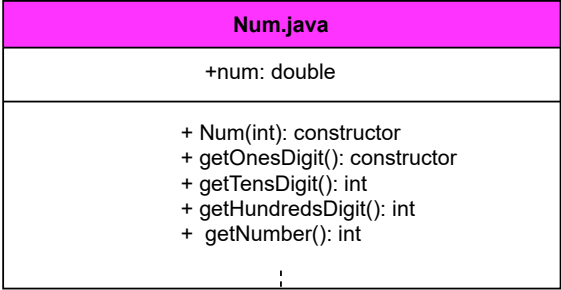 Num.java
+num: double
+ Num(int): constructor
+ getOnesDigit(): constructor
+ getTensDigit(): int
+ getHundredsDigit(): int
+ getNumber(): int